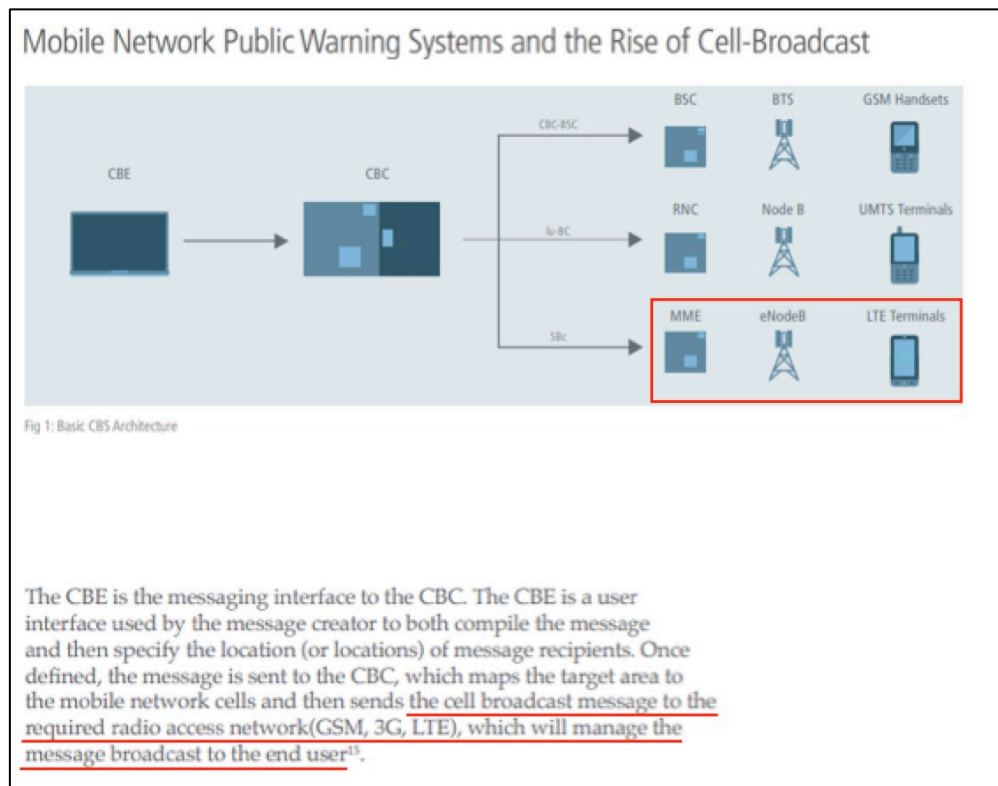 Mobile Network Public Warning Systems and the Rise of Cell-Broadcast
BSC BTS GSM Handsets
CBC-BSC
CBE CBC
RNC Node B UMTS Terminals
Iu-BC
MME eNodeB LTE Terminals
SBc
Fig 1: Basic CBS Architecture
The CBE is the messaging interface to the CBC. The CBE is a user
interface used by the message creator to both compile the message
and then specify the location (or locations) of message recipients. Once
defined, the message is sent to the CBC, which maps the target area to
the mobile network cells and then sends the cell broadcast message to the
required radio access network(GSM, 3G, LTE), which will manage the
message broadcast to the end user¹⁵.